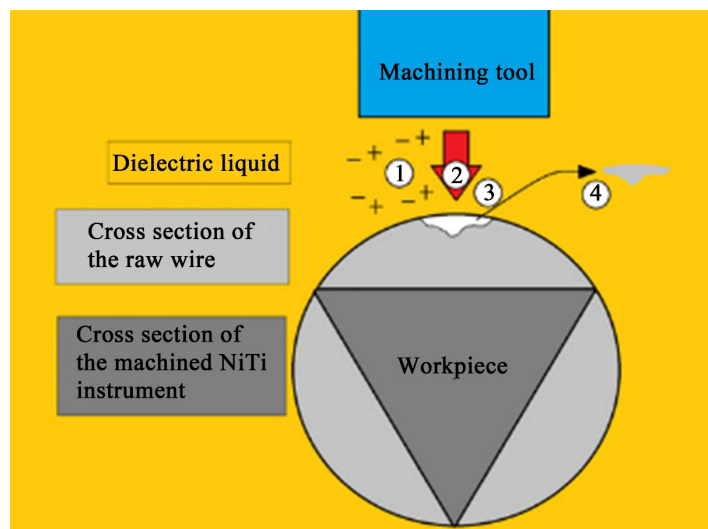 Machining tool
Dielectric liquid
1
2
3
4
Cross section of
the raw wire
Cross section of
the machined NiTi
instrument
Workpiece